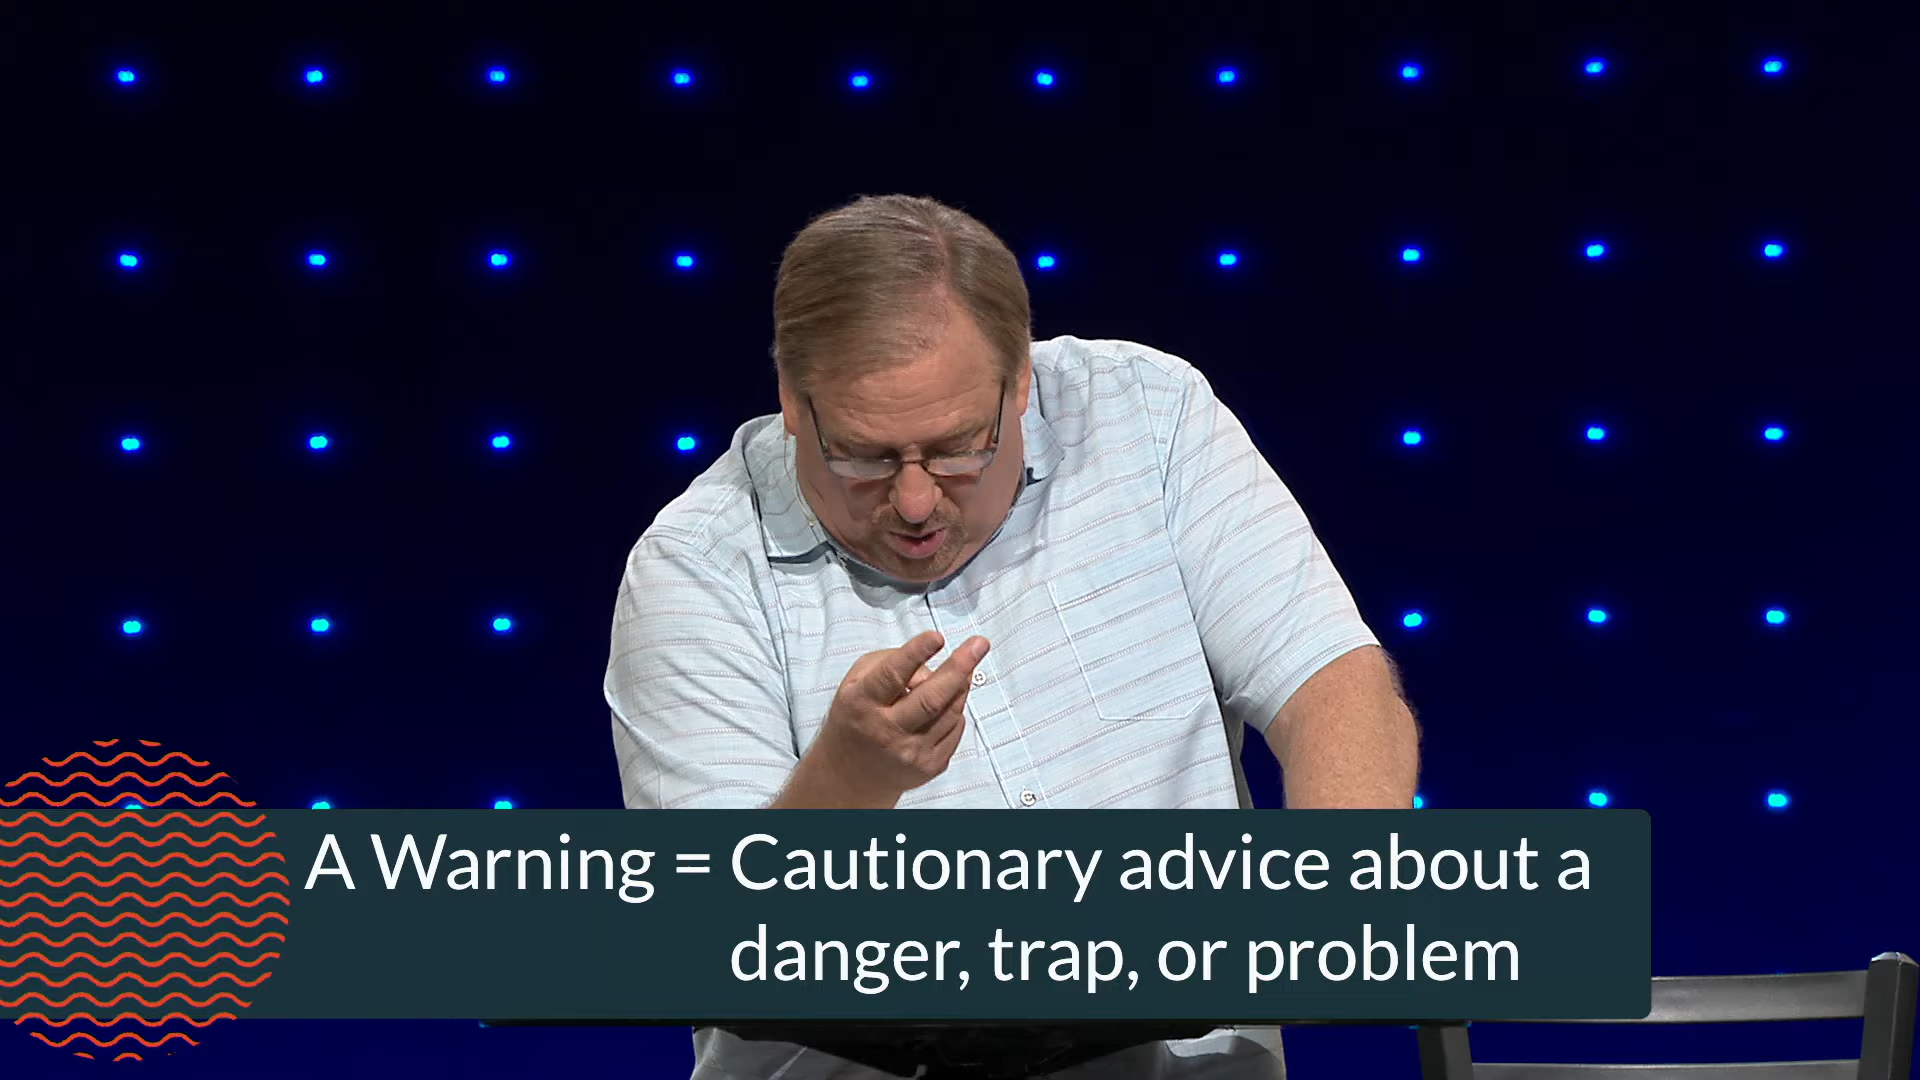 A Warning = Cautionary advice about a
danger, trap, or problem